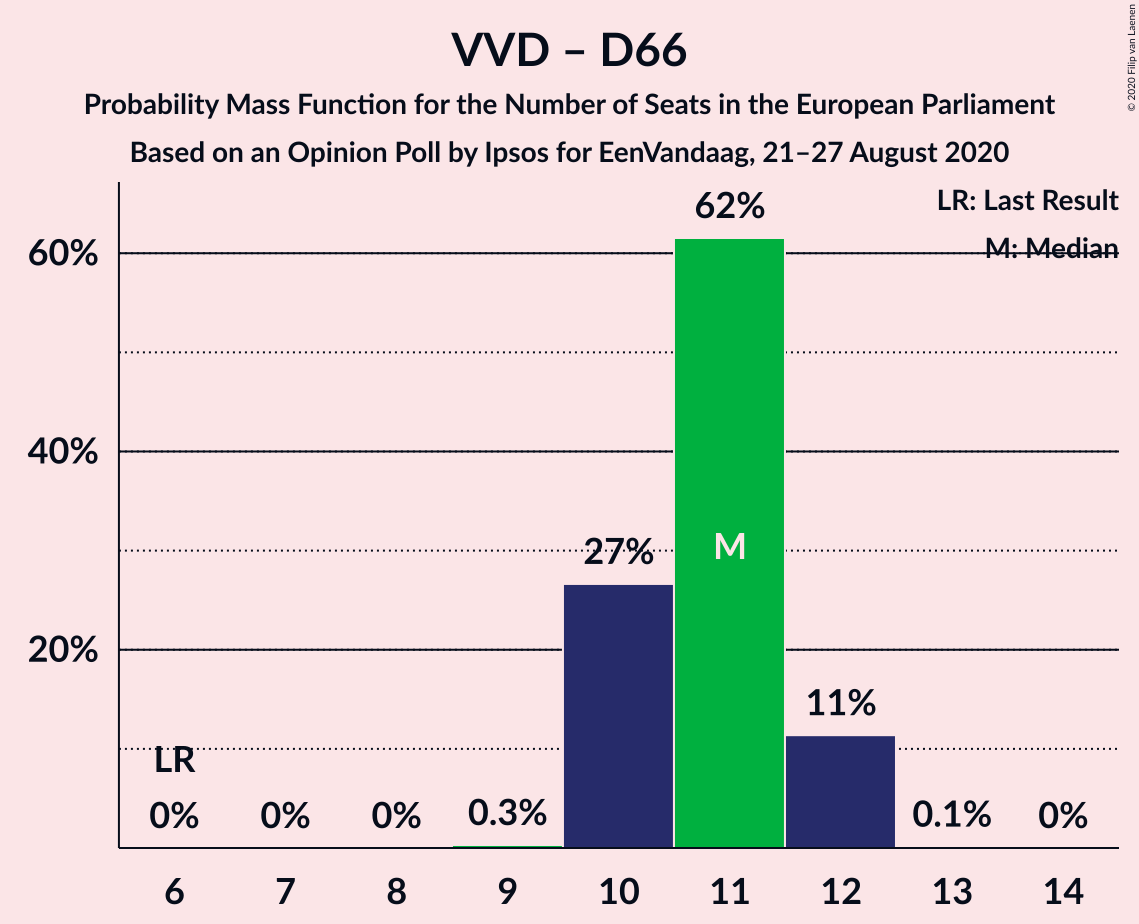 VVD – D66
Probability Mass Function for the Number of Seats in the European Parliament
Based on an Opinion Poll by Ipsos for EenVandaag, 21–27 August 2020
© 2020 Filip van Laenen
LR: Last Result
M: Median
60%
40%
20%
LR
0%
0%
0%
0.3%
27%
62%
M
11%
0.1%
0%
6 7 8 9 10 11 12 13 14